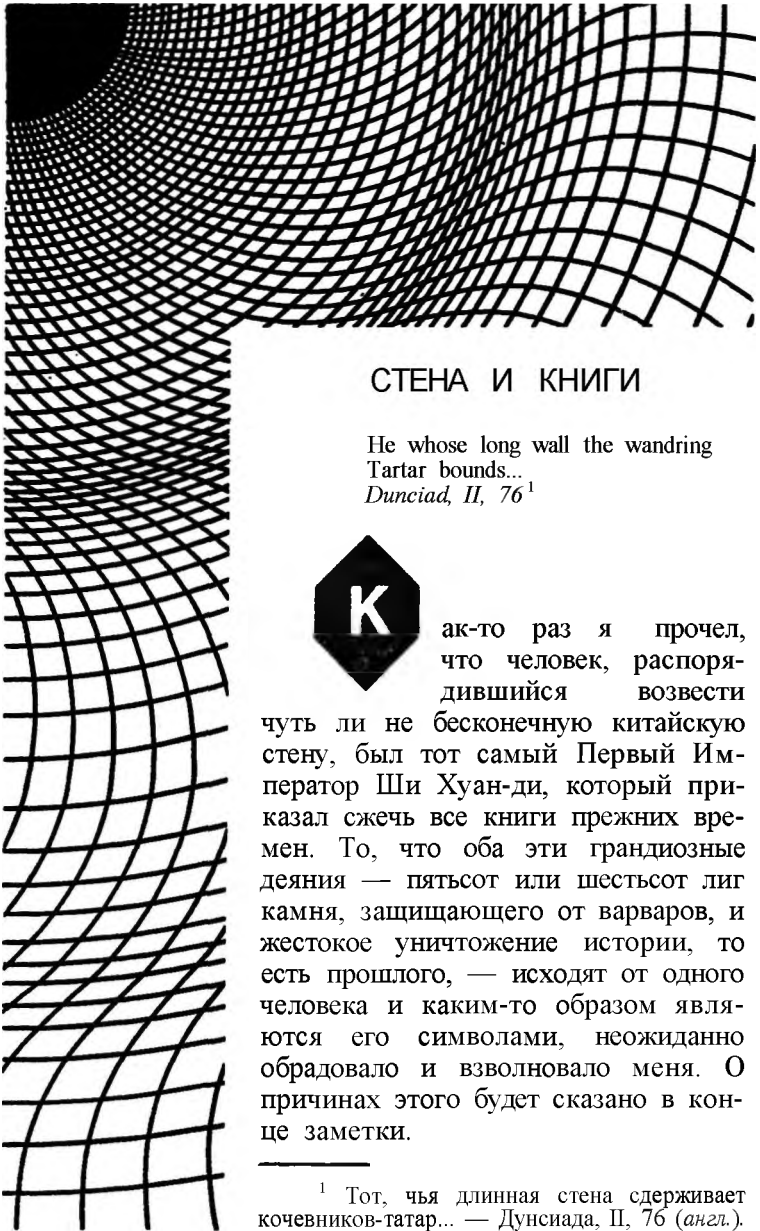 СТЕНА И КНИГИ
He whose long wall the wandring
Tartar bounds...
Dunciad, II, 76 1
К
ак-то раз я прочел,
что человек, распоря-
дившийся возвести
чуть ли не бесконечную китайскую
стену, был тот самый Первый Им-
ператор Ши Хуан-ди, который при-
казал сжечь все книги прежних вре-
мен. То, что оба эти грандиозные
деяния — пятьсот или шестьсот лиг
камня, защищающего от варваров, и
жестокое уничтожение истории, то
есть прошлого, — исходят от одного
человека и каким-то образом явля-
ются его символами, неожиданно
обрадовало и взволновало меня. О
причинах этого будет сказано в кон-
це заметки.
1 Тот, чья длинная стена сдерживает
кочевников-татар... — Дунсиада, II, 76 (англ.).